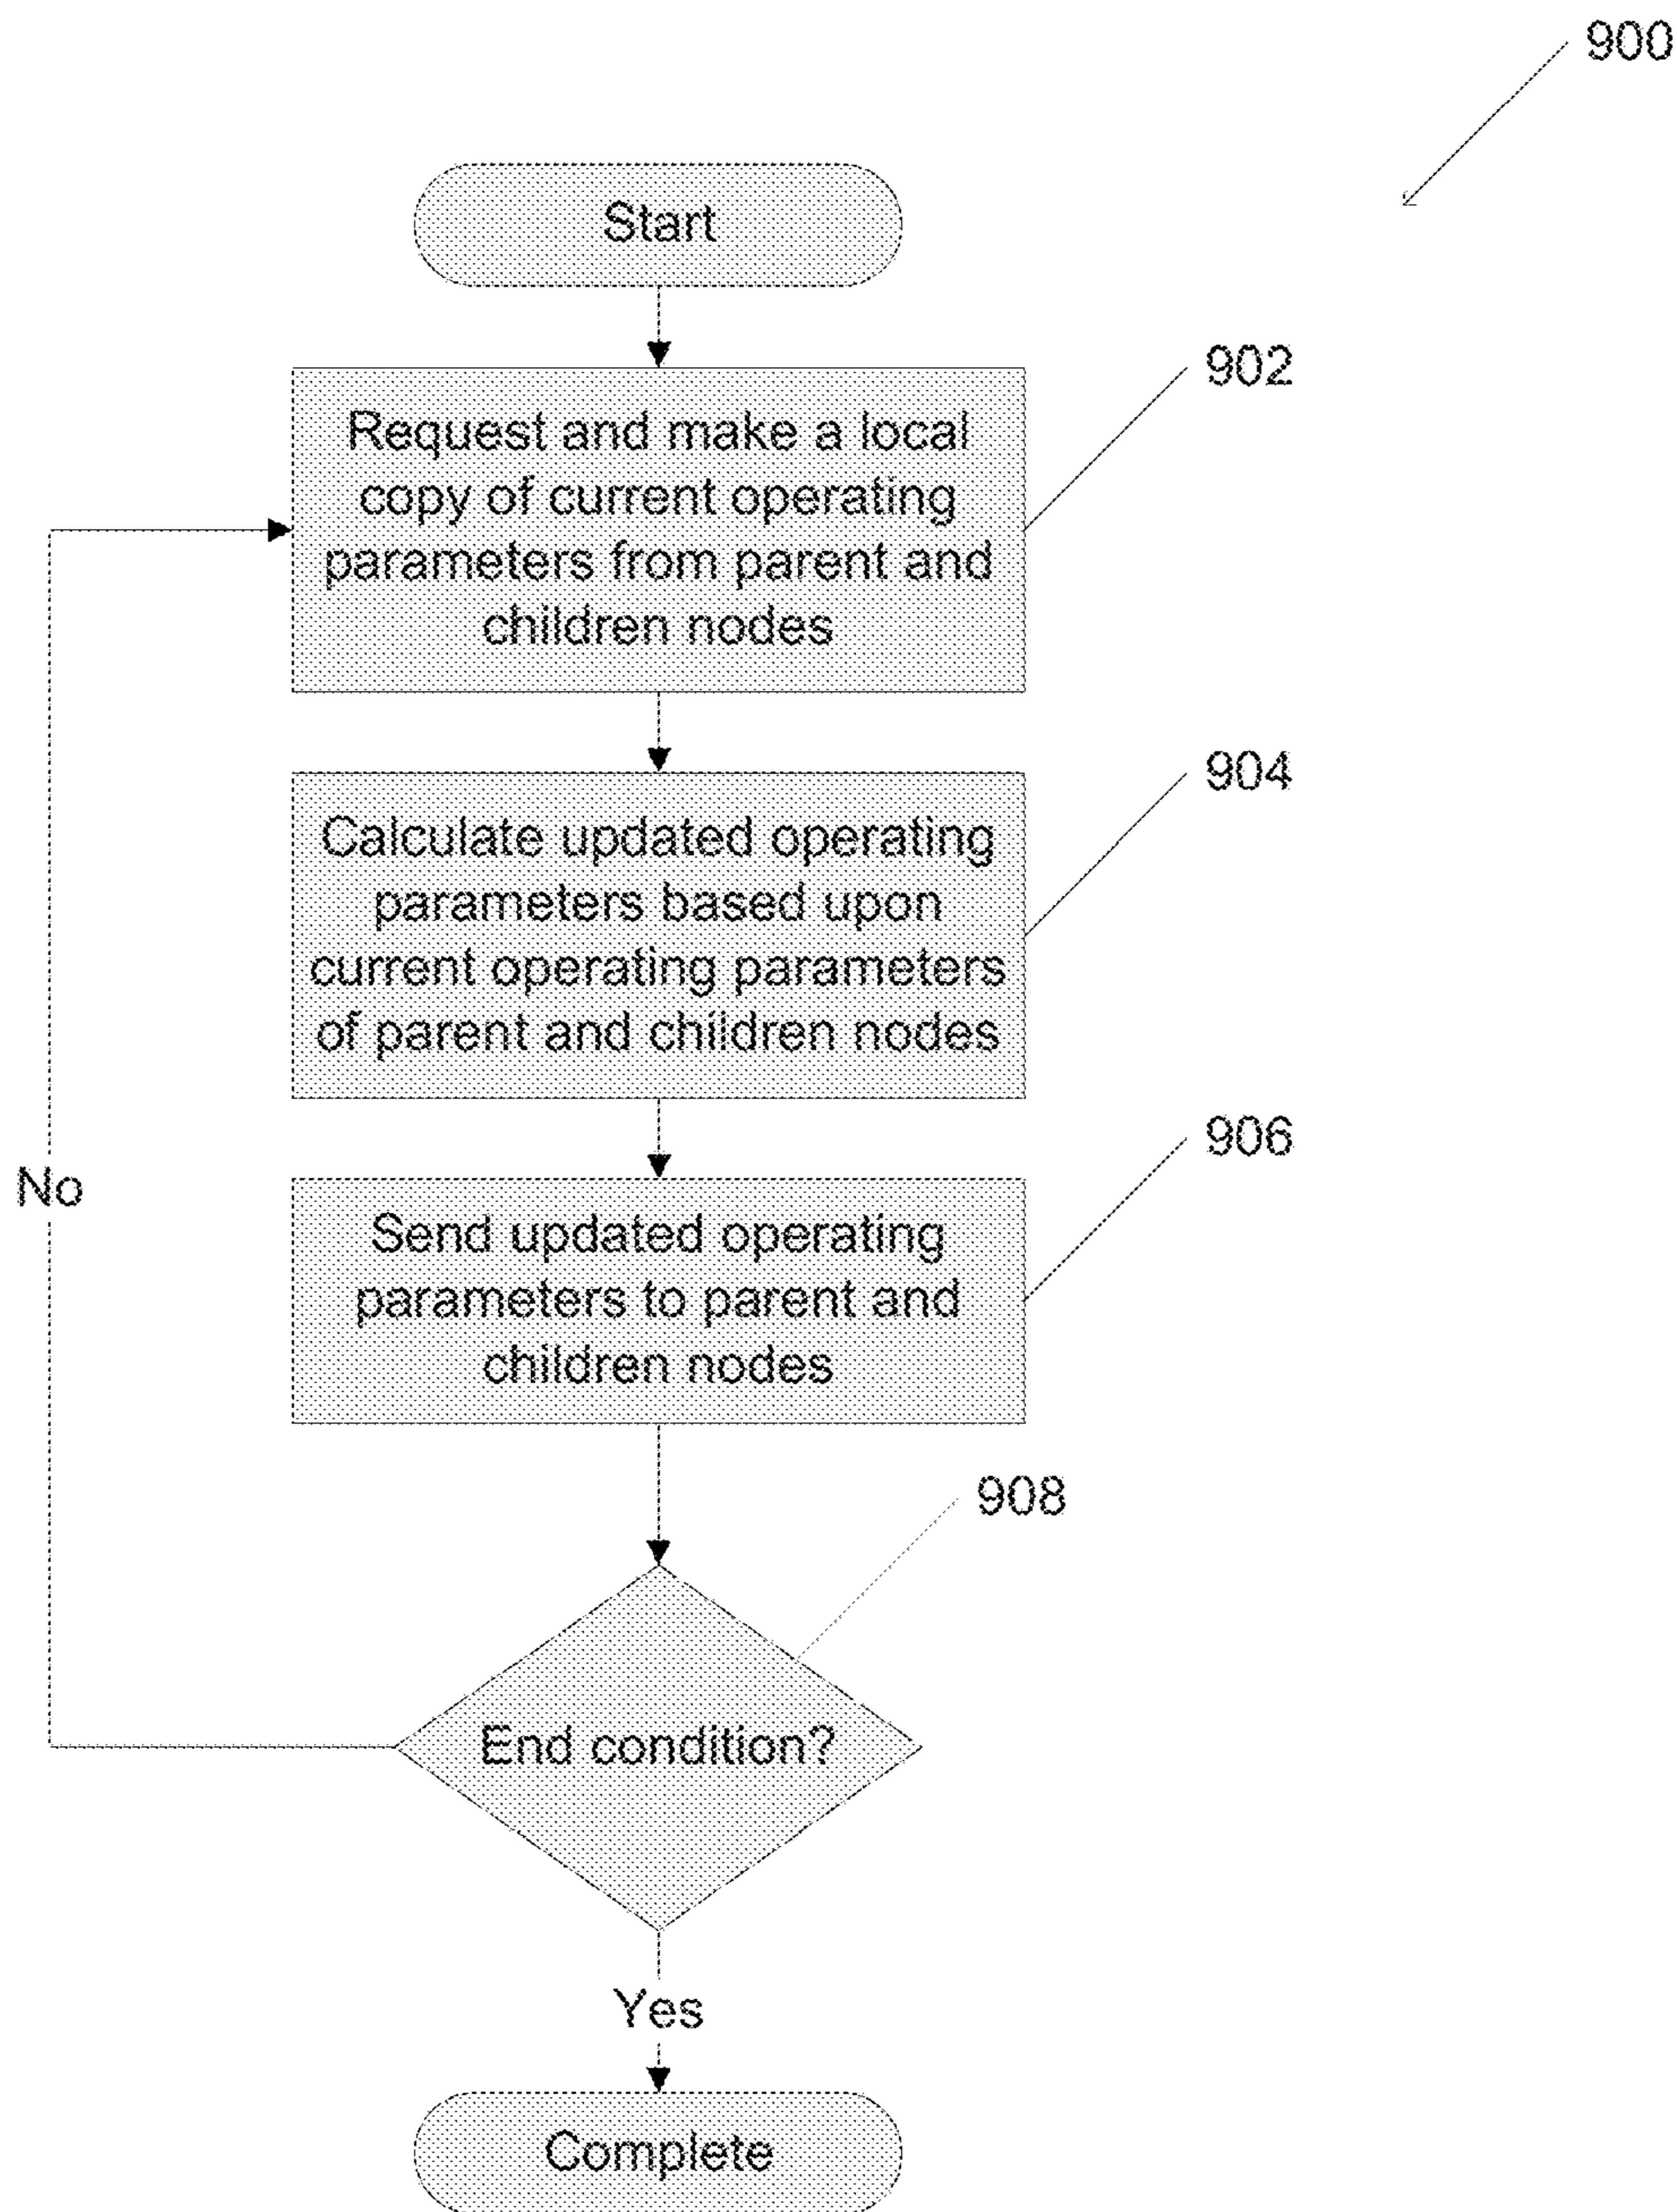 900
Start
902
Request and make a local
copy of current operating
parameters from parent and
children nodes
904
Calculate updated operating
parameters based upon
current operating parameters
of parent and children nodes
906
No
Send updated operating
parameters to parent and
children nodes
908
End condition?
Yes
Complete